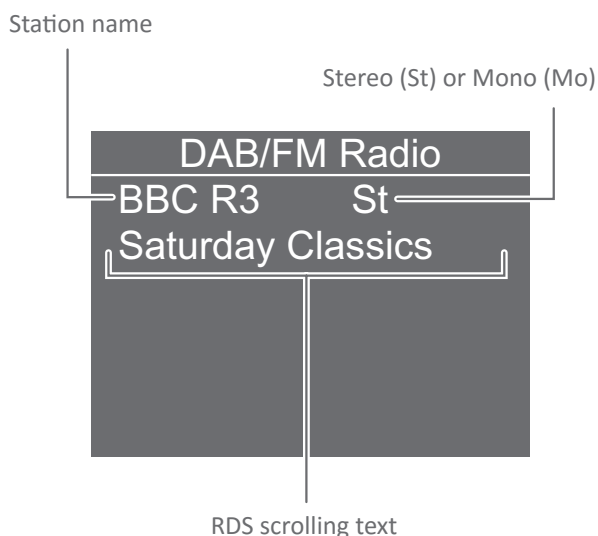 Station name
Stereo (St) or Mono (Mo)
DAB/FM Radio
BBC R3 St
Saturday Classics
RDS scrolling text